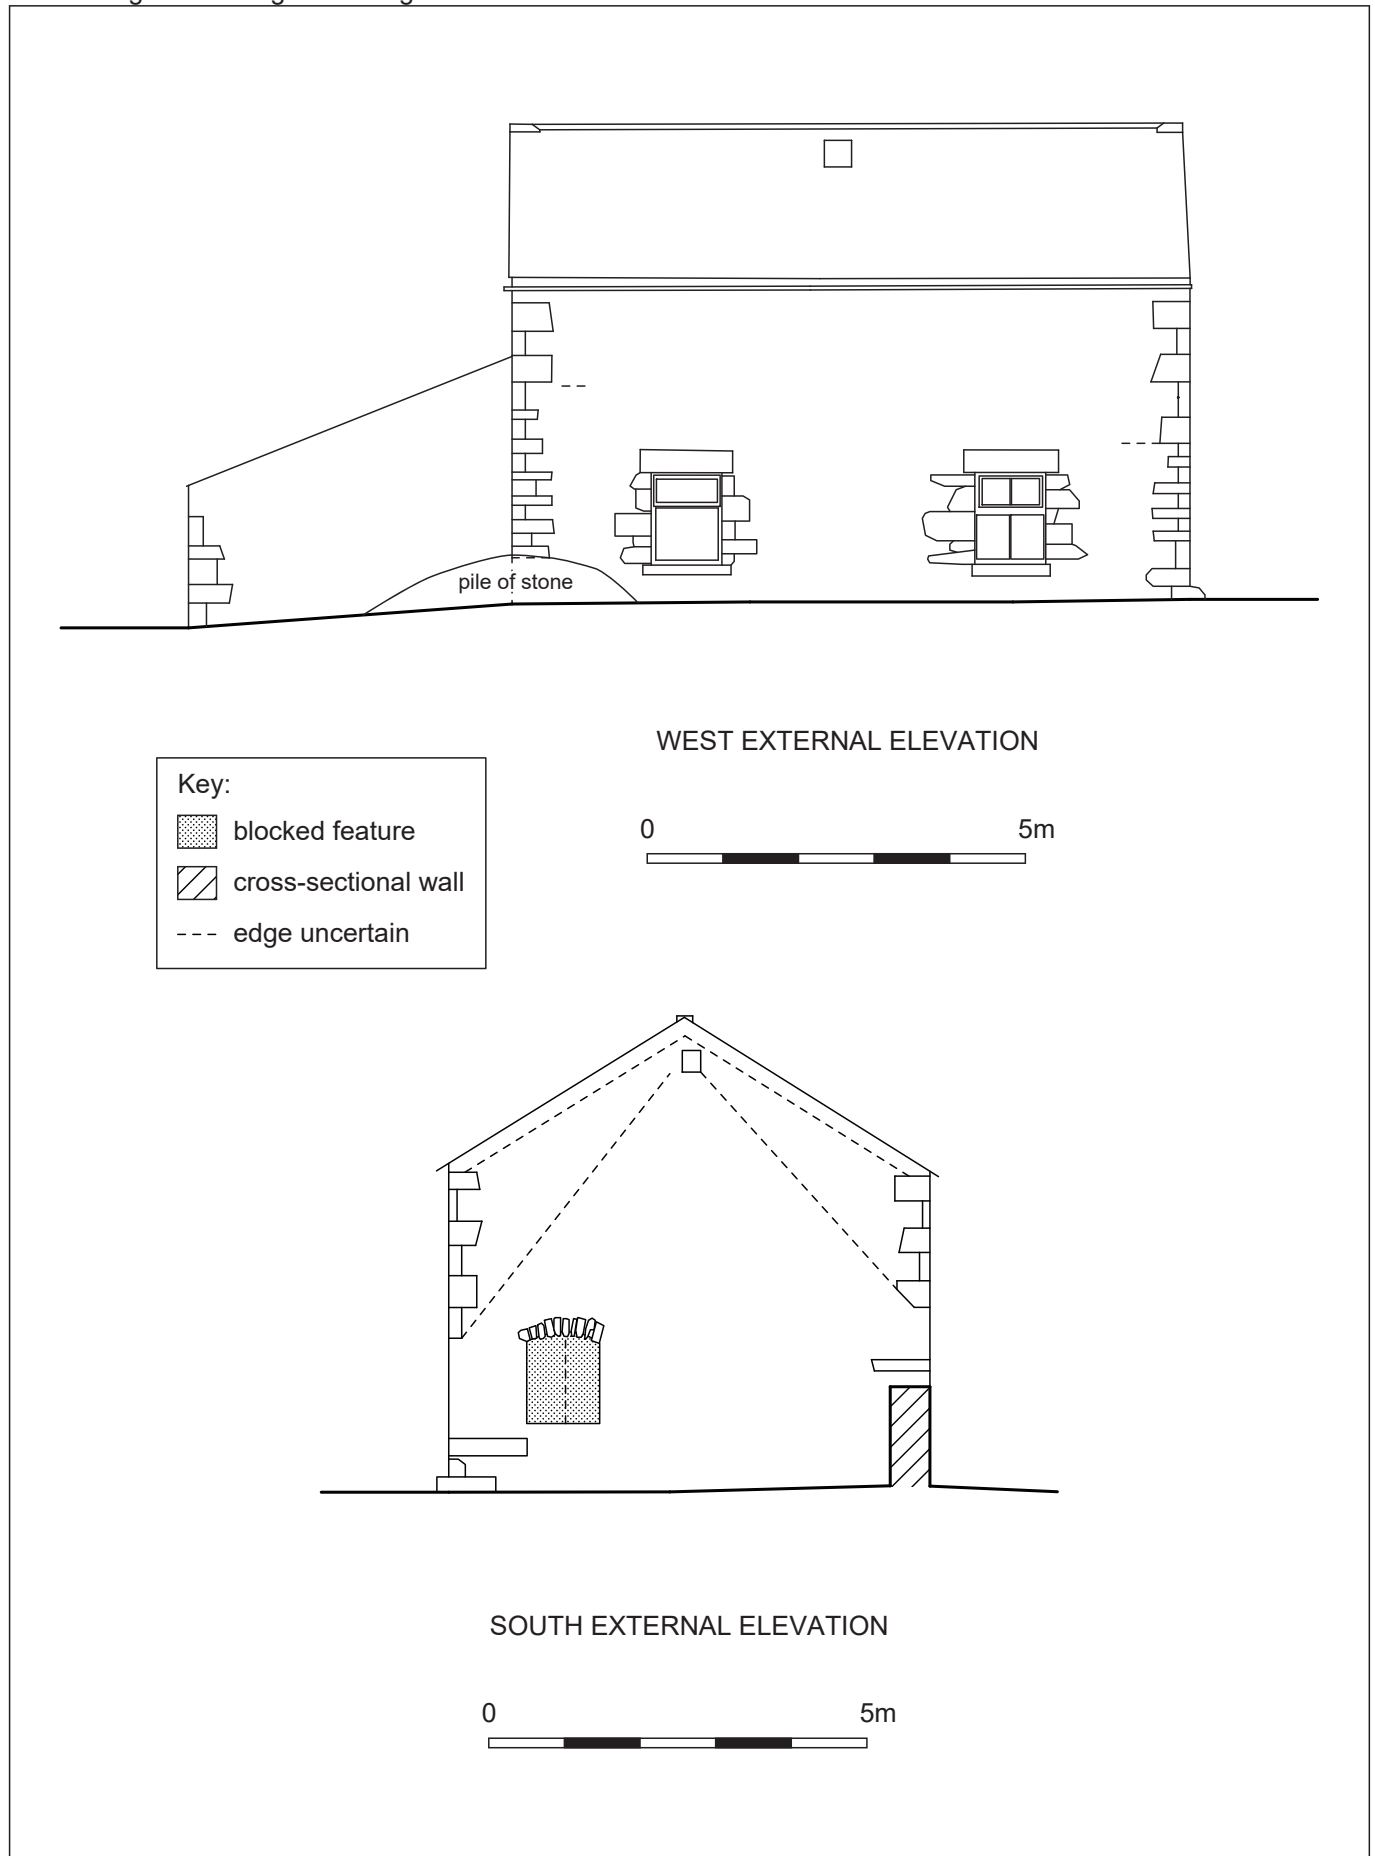 pile of stone
WEST EXTERNAL ELEVATION
Key:
blocked feature
cross-sectional wall
edge uncertain
0 5m
SOUTH EXTERNAL ELEVATION
0 5m